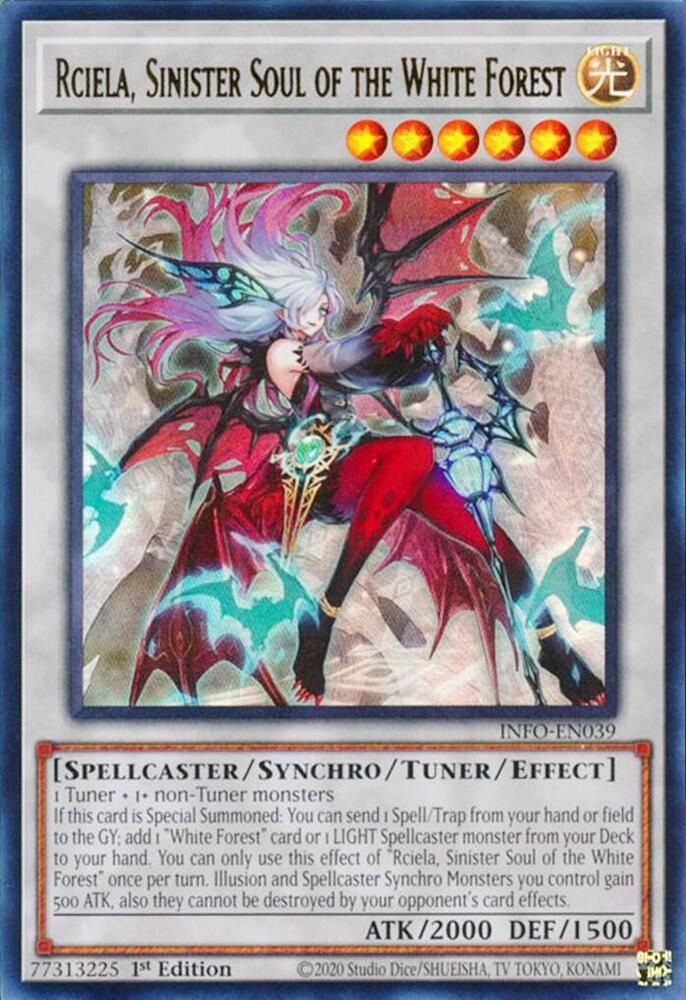 Rciela, Sinister Soul of the White Forest
LIGHT
光
INFO-EN039
[Spellcaster/Synchro/Tuner/Effect]
1 Tuner + 1+ non-Tuner monsters
If this card is Special Summoned: You can send 1 Spell/Trap from your hand or field
to the GY; add 1 "White Forest" card or 1 LIGHT Spellcaster monster from your Deck
to your hand. You can only use this effect of "Rciela, Sinister Soul of the White
Forest" once per turn. Illusion and Spellcaster Synchro Monsters you control gain
500 ATK, also they cannot be destroyed by your opponent's card effects.
ATK/2000 DEF/1500
77313225 1st Edition ©2020 Studio Dice/SHUEISHA, TV TOKYO, KONAMI